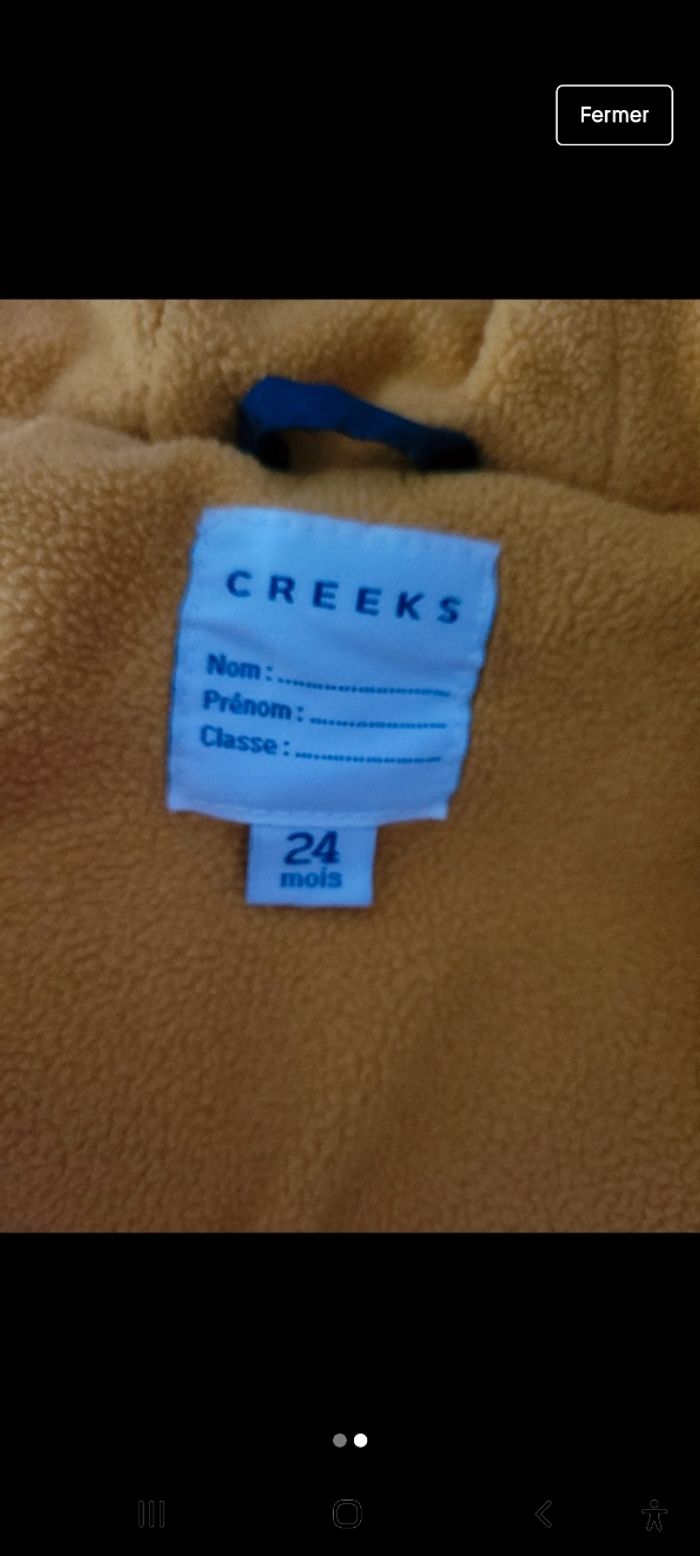 Fermer
CREEKS
Nom :
Prénom :
Classe :
24
mois